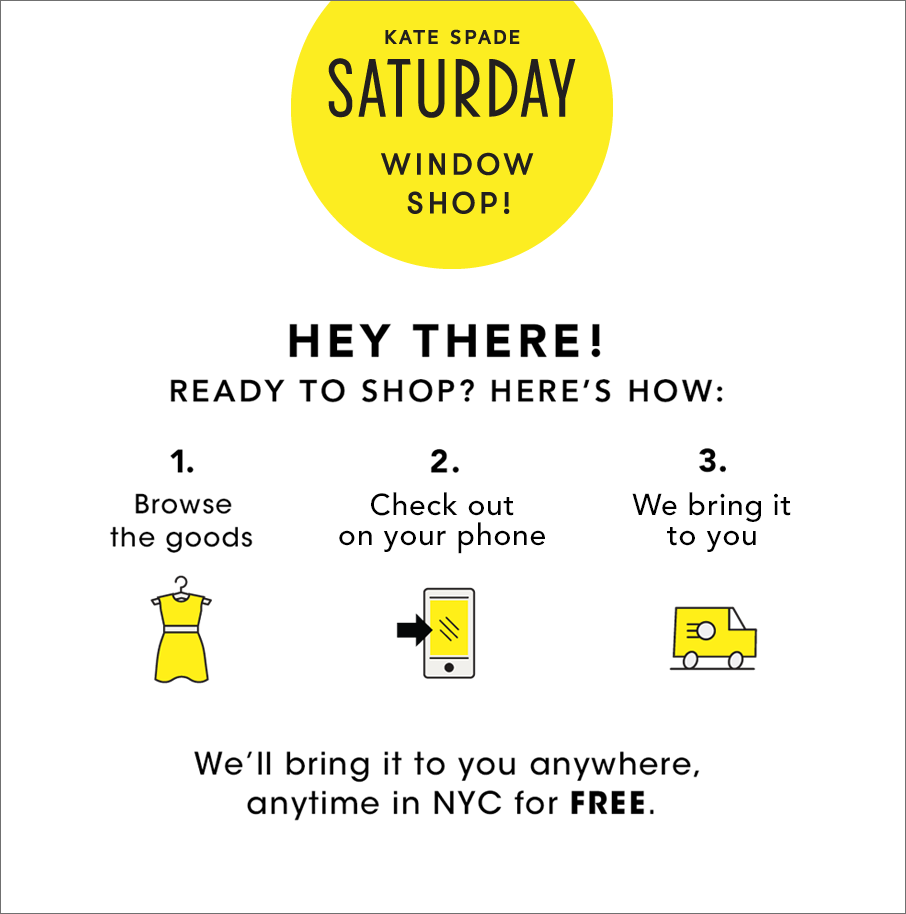 KATE SPADE
SATURDAY
WINDOW
SHOP!
HEY THERE!
READY TO SHOP? HERE'S HOW:
1.
Browse
the goods
2.
Check out
on your phone
3.
We bring it
to you
We'll bring it to you anywhere,
anytime in NYC for FREE.